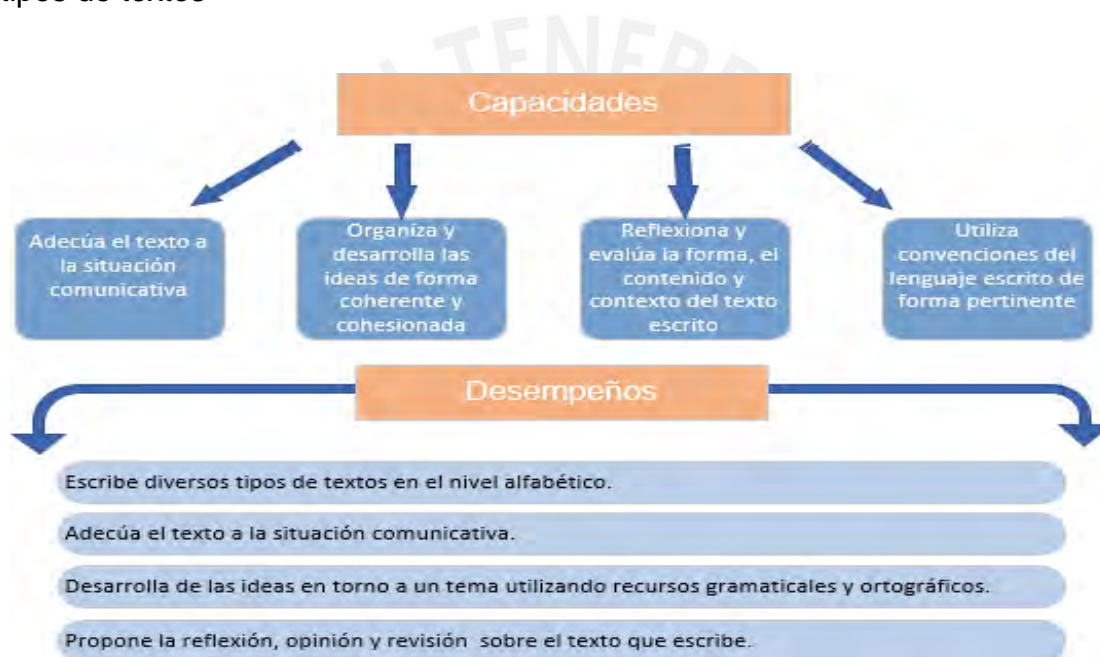 tipos de textos
Capacidades
Adecúa el texto a
la situación
comunicativa
Organiza y
desarrolla las
ideas de forma
coherente y
cohesionada
Reflexiona y
evalúa la forma, el
contenido y
contexto del texto
escrito
Utiliza
convenciones del
lenguaje escrito de
forma pertinente
Desempeños
Escribe diversos tipos de textos en el nivel alfabético.
Adecúa el texto a la situación comunicativa.
Desarrolla de las ideas en torno a un tema utilizando recursos gramaticales y ortográficos.
Propone la reflexión, opinión y revisión sobre el texto que escribe.